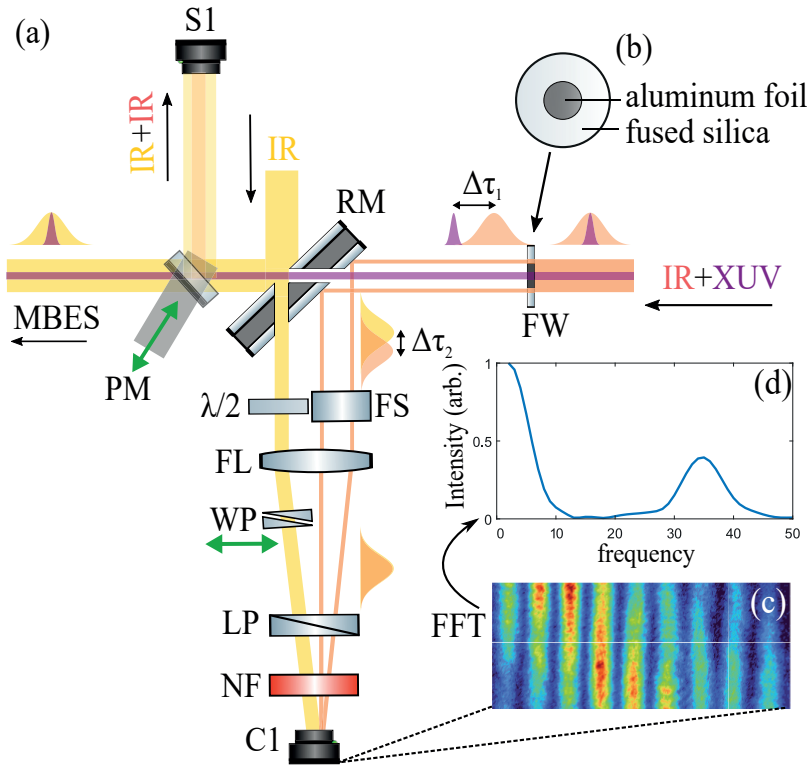 (a)
S1
(b)
aluminum foil
fused silica
IR+IR
IR
RM
Δτ₁
IR+XUV
MBES
FW
PM
Δτ₂
λ/2
FS
FL
WP
(d)
Intensity (arb.)
1
0.5
0
0 10 20 30 40 50
frequency
FFT
(c)
LP
NF
C1